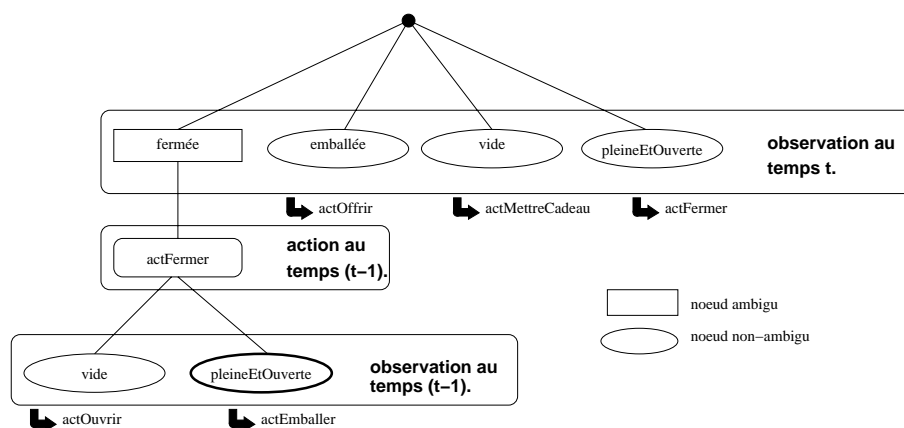 fermée
emballée
vide
pleineEtOuverte
observation au
temps t.
actOffrir
actMettreCadeau
actFermer
actFermer
action au
temps (t−1).
noeud ambigu
noeud non−ambigu
vide
pleineEtOuverte
observation au
temps (t−1).
actOuvrir
actEmballer